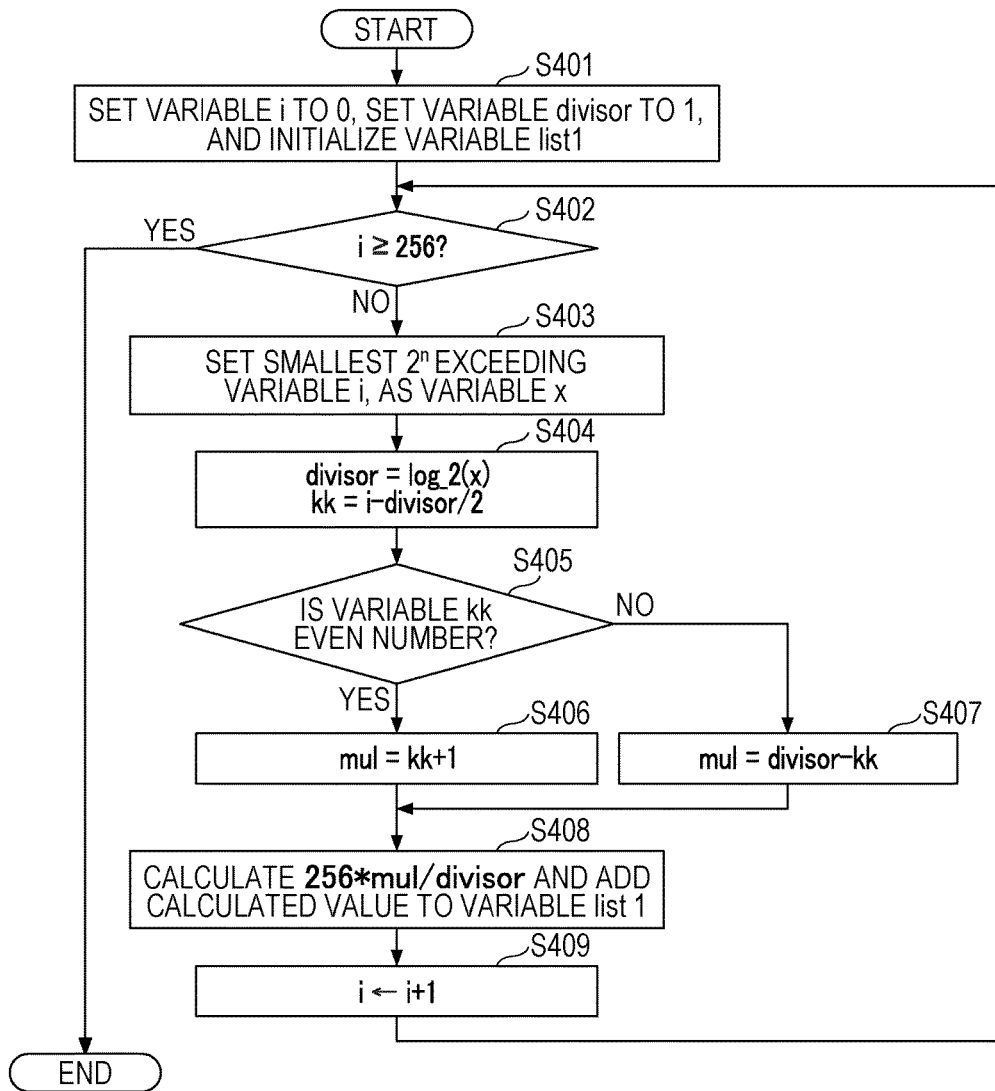 START
S401
SET VARIABLE i TO 0, SET VARIABLE divisor TO 1,
AND INITIALIZE VARIABLE list1
S402
YES
i ≥ 256?
NO
S403
SET SMALLEST 2ⁿ EXCEEDING
VARIABLE i, AS VARIABLE x
S404
divisor = log_2(x)
kk = i-divisor/2
S405
IS VARIABLE kk
EVEN NUMBER?
NO
YES
S406
mul = kk+1
S407
mul = divisor-kk
S408
CALCULATE 256*mul/divisor AND ADD
CALCULATED VALUE TO VARIABLE list 1
S409
i ← i+1
END